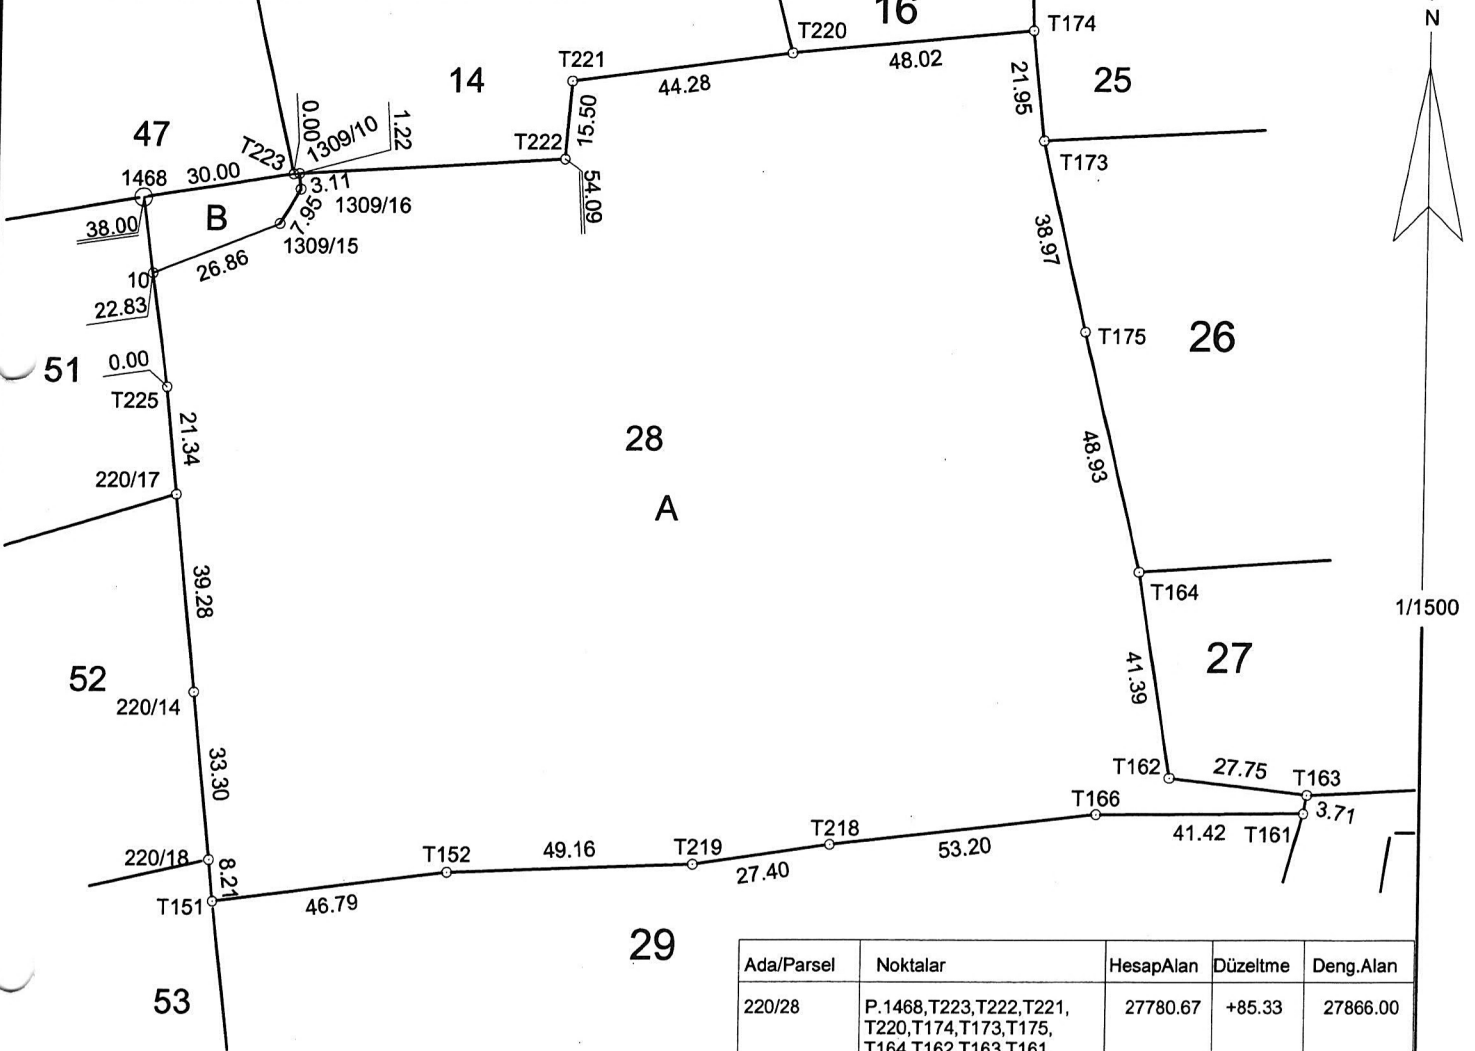 16
N
T220
T174
T221
48.02
14
44.28
21.95
25
0.00
1309/10
1.22
15.50
47
T223
T222
T173
1468
30.00
3.11
54.09
1309/16
B
38.00
7.95
1309/15
38.97
10
26.86
22.83
T175
26
51
0.00
T225
21.34
28
48.93
220/17
A
T164
1/1500
39.28
27
41.39
52
220/14
33.30
T162
27.75
T163
T166
3.71
T218
41.42
T161
T152
49.16
T219
53.20
220/18
8.21
27.40
T151
46.79
29
53
Ada/Parsel Noktalar HesapAlan Düzeltme Deng.Alan
220/28 P.1468,T223,T222,T221, 27780.67 +85.33 27866.00
T220,T174,T173,T175,
T164,T162,T163,T161,